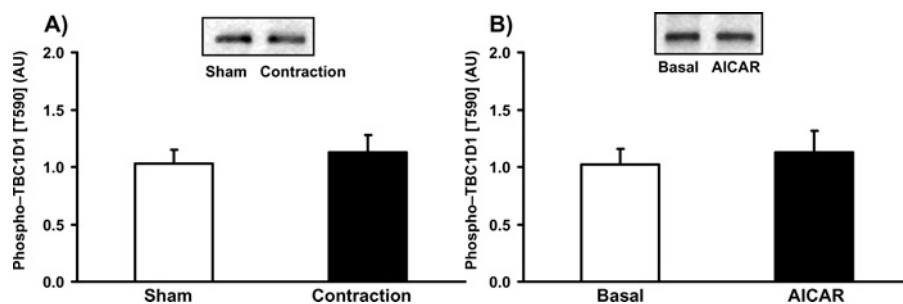 A)
Phospho–TBC1D1 [T590] (AU)
2.0
1.5
1.0
0.5
0.0
Sham Contraction
Sham Contraction
B)
Phospho–TBC1D1 [T590] (AU)
2.0
1.5
1.0
0.5
0.0
Basal AICAR
Basal AICAR